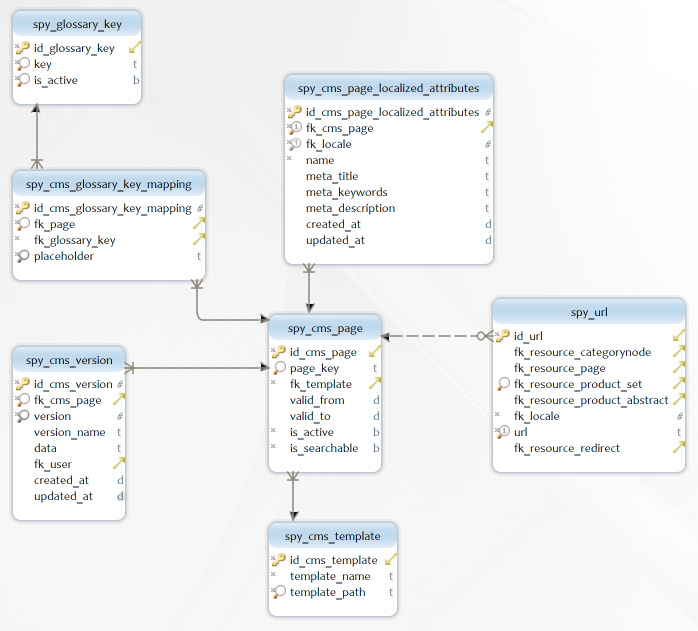 spy_glossary_key
id_glossary_key
key t
is_active b
spy_cms_page_localized_attributes
id_cms_page_localized_attributes #
fk_cms_page
fk_locale #
name t
meta_title t
meta_keywords t
meta_description t
created_at d
updated_at d
spy_cms_glossary_key_mapping
id_cms_glossary_key_mapping #
fk_page
fk_glossary_key
placeholder t
spy_cms_page
id_cms_page
page_key t
fk_template
valid_from d
valid_to d
is_active b
is_searchable b
spy_url
id_url
fk_resource_categorynode
fk_resource_page
fk_resource_product_set
fk_resource_product_abstract
fk_locale #
url t
fk_resource_redirect
spy_cms_version
id_cms_version #
fk_cms_page
version #
version_name t
data t
fk_user
created_at d
updated_at d
spy_cms_template
id_cms_template
template_name t
template_path t